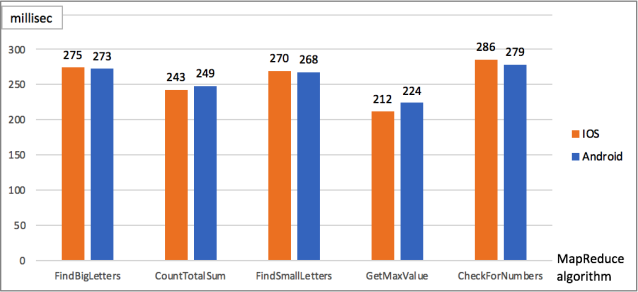 millisec
300
250
200
150
100
50
0
275 273
243 249
270 268
212 224
286 279
FindBigLetters CountTotalSum FindSmallLetters GetMaxValue CheckForNumbers
IOS
Android
MapReduce
algorithm